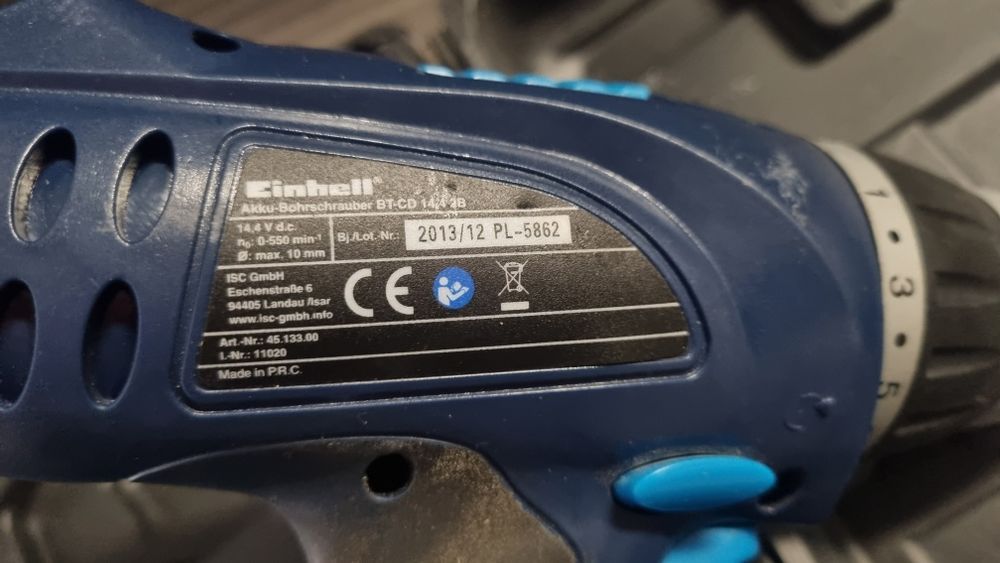 Einhell®
Akku-Bohrschrauber BT-CD 14,4 2B
14,4 V d.c.
n₀: 0-550 min⁻¹
Ø: max. 10 mm
Bj./Lot.-Nr.: 2013/12 PL-5862
ISC GmbH
Eschenstraße 6
94405 Landau /Isar
www.isc-gmbh.info
CE
Art.-Nr.: 45.133.00
I.-Nr.: 11020
Made in P.R.C.
1
3
5